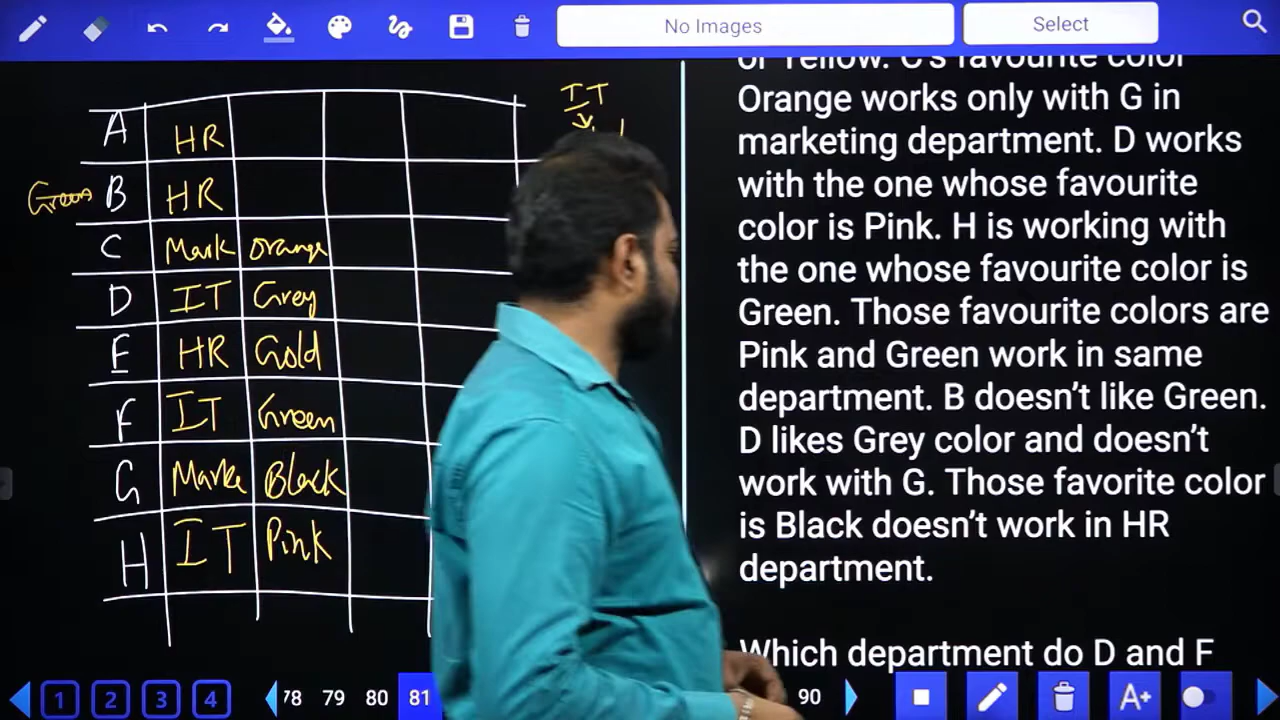 No Images
Select
IT
A HR
Green B HR
C Mark Orange
D IT Grey
E HR Gold
F IT Green
G Marke Black
H IT Pink
or Yellow. C's favourite color
Orange works only with G in
marketing department. D works
with the one whose favourite
color is Pink. H is working with
the one whose favourite color is
Green. Those favourite colors are
Pink and Green work in same
department. B doesn't like Green.
D likes Grey color and doesn't
work with G. Those favorite color
is Black doesn't work in HR
department.
Which department do D and F
1 2 3 4 78 79 80 81 90 A+